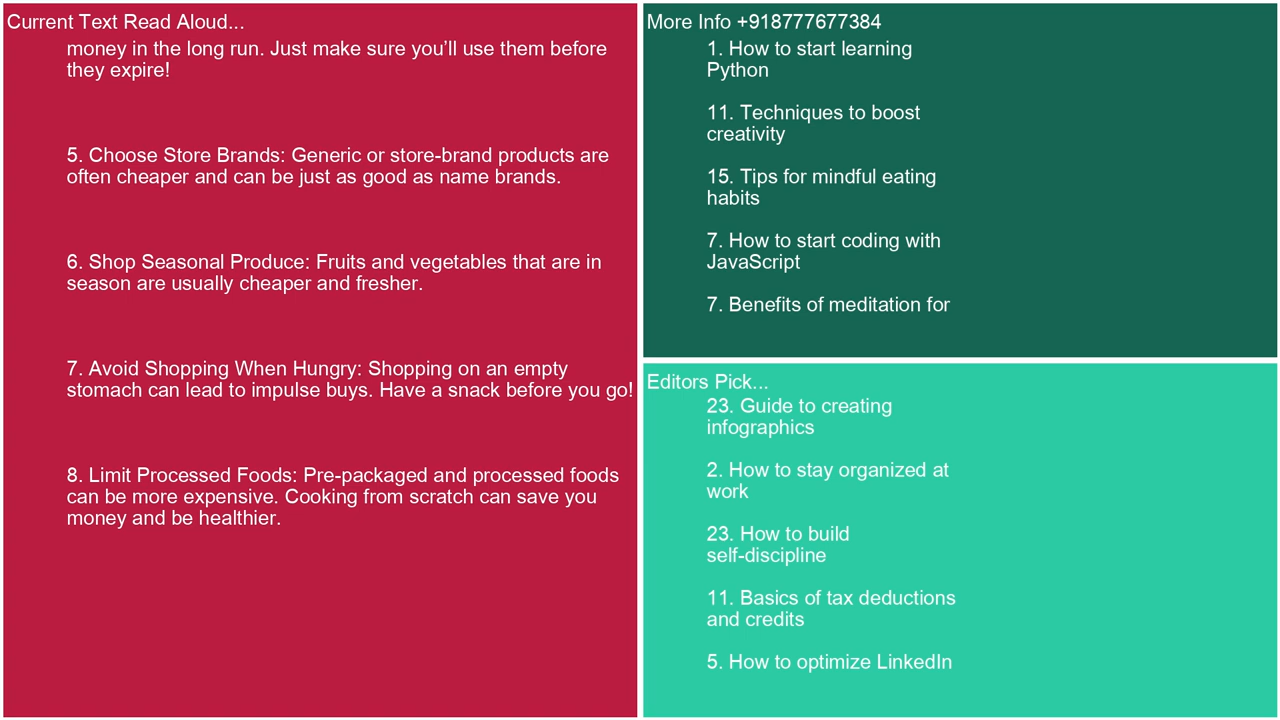 Current Text Read Aloud...
money in the long run. Just make sure you’ll use them before
they expire!
5. Choose Store Brands: Generic or store-brand products are
often cheaper and can be just as good as name brands.
6. Shop Seasonal Produce: Fruits and vegetables that are in
season are usually cheaper and fresher.
7. Avoid Shopping When Hungry: Shopping on an empty
stomach can lead to impulse buys. Have a snack before you go!
8. Limit Processed Foods: Pre-packaged and processed foods
can be more expensive. Cooking from scratch can save you
money and be healthier.
More Info +918777677384
1. How to start learning
Python
11. Techniques to boost
creativity
15. Tips for mindful eating
habits
7. How to start coding with
JavaScript
7. Benefits of meditation for
Editors Pick...
23. Guide to creating
infographics
2. How to stay organized at
work
23. How to build
self-discipline
11. Basics of tax deductions
and credits
5. How to optimize LinkedIn